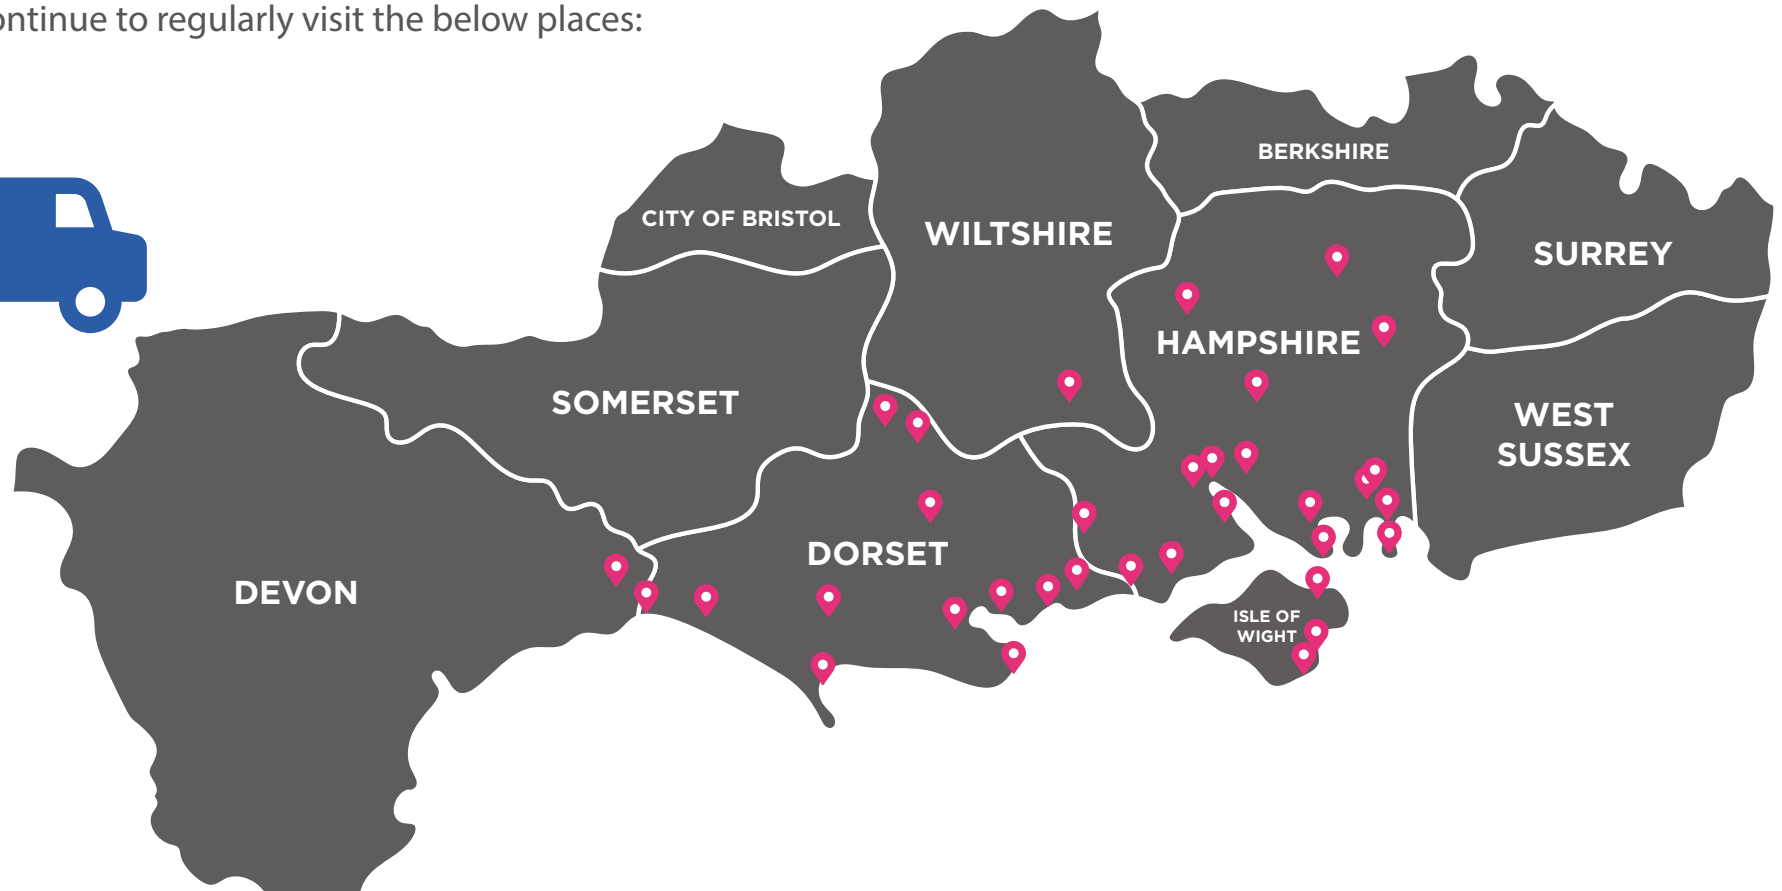 ontinue to regularly visit the below places:
BERKSHIRE
CITY OF BRISTOL
WILTSHIRE
SURREY
HAMPSHIRE
SOMERSET
WEST
SUSSEX
DORSET
DEVON
ISLE OF
WIGHT